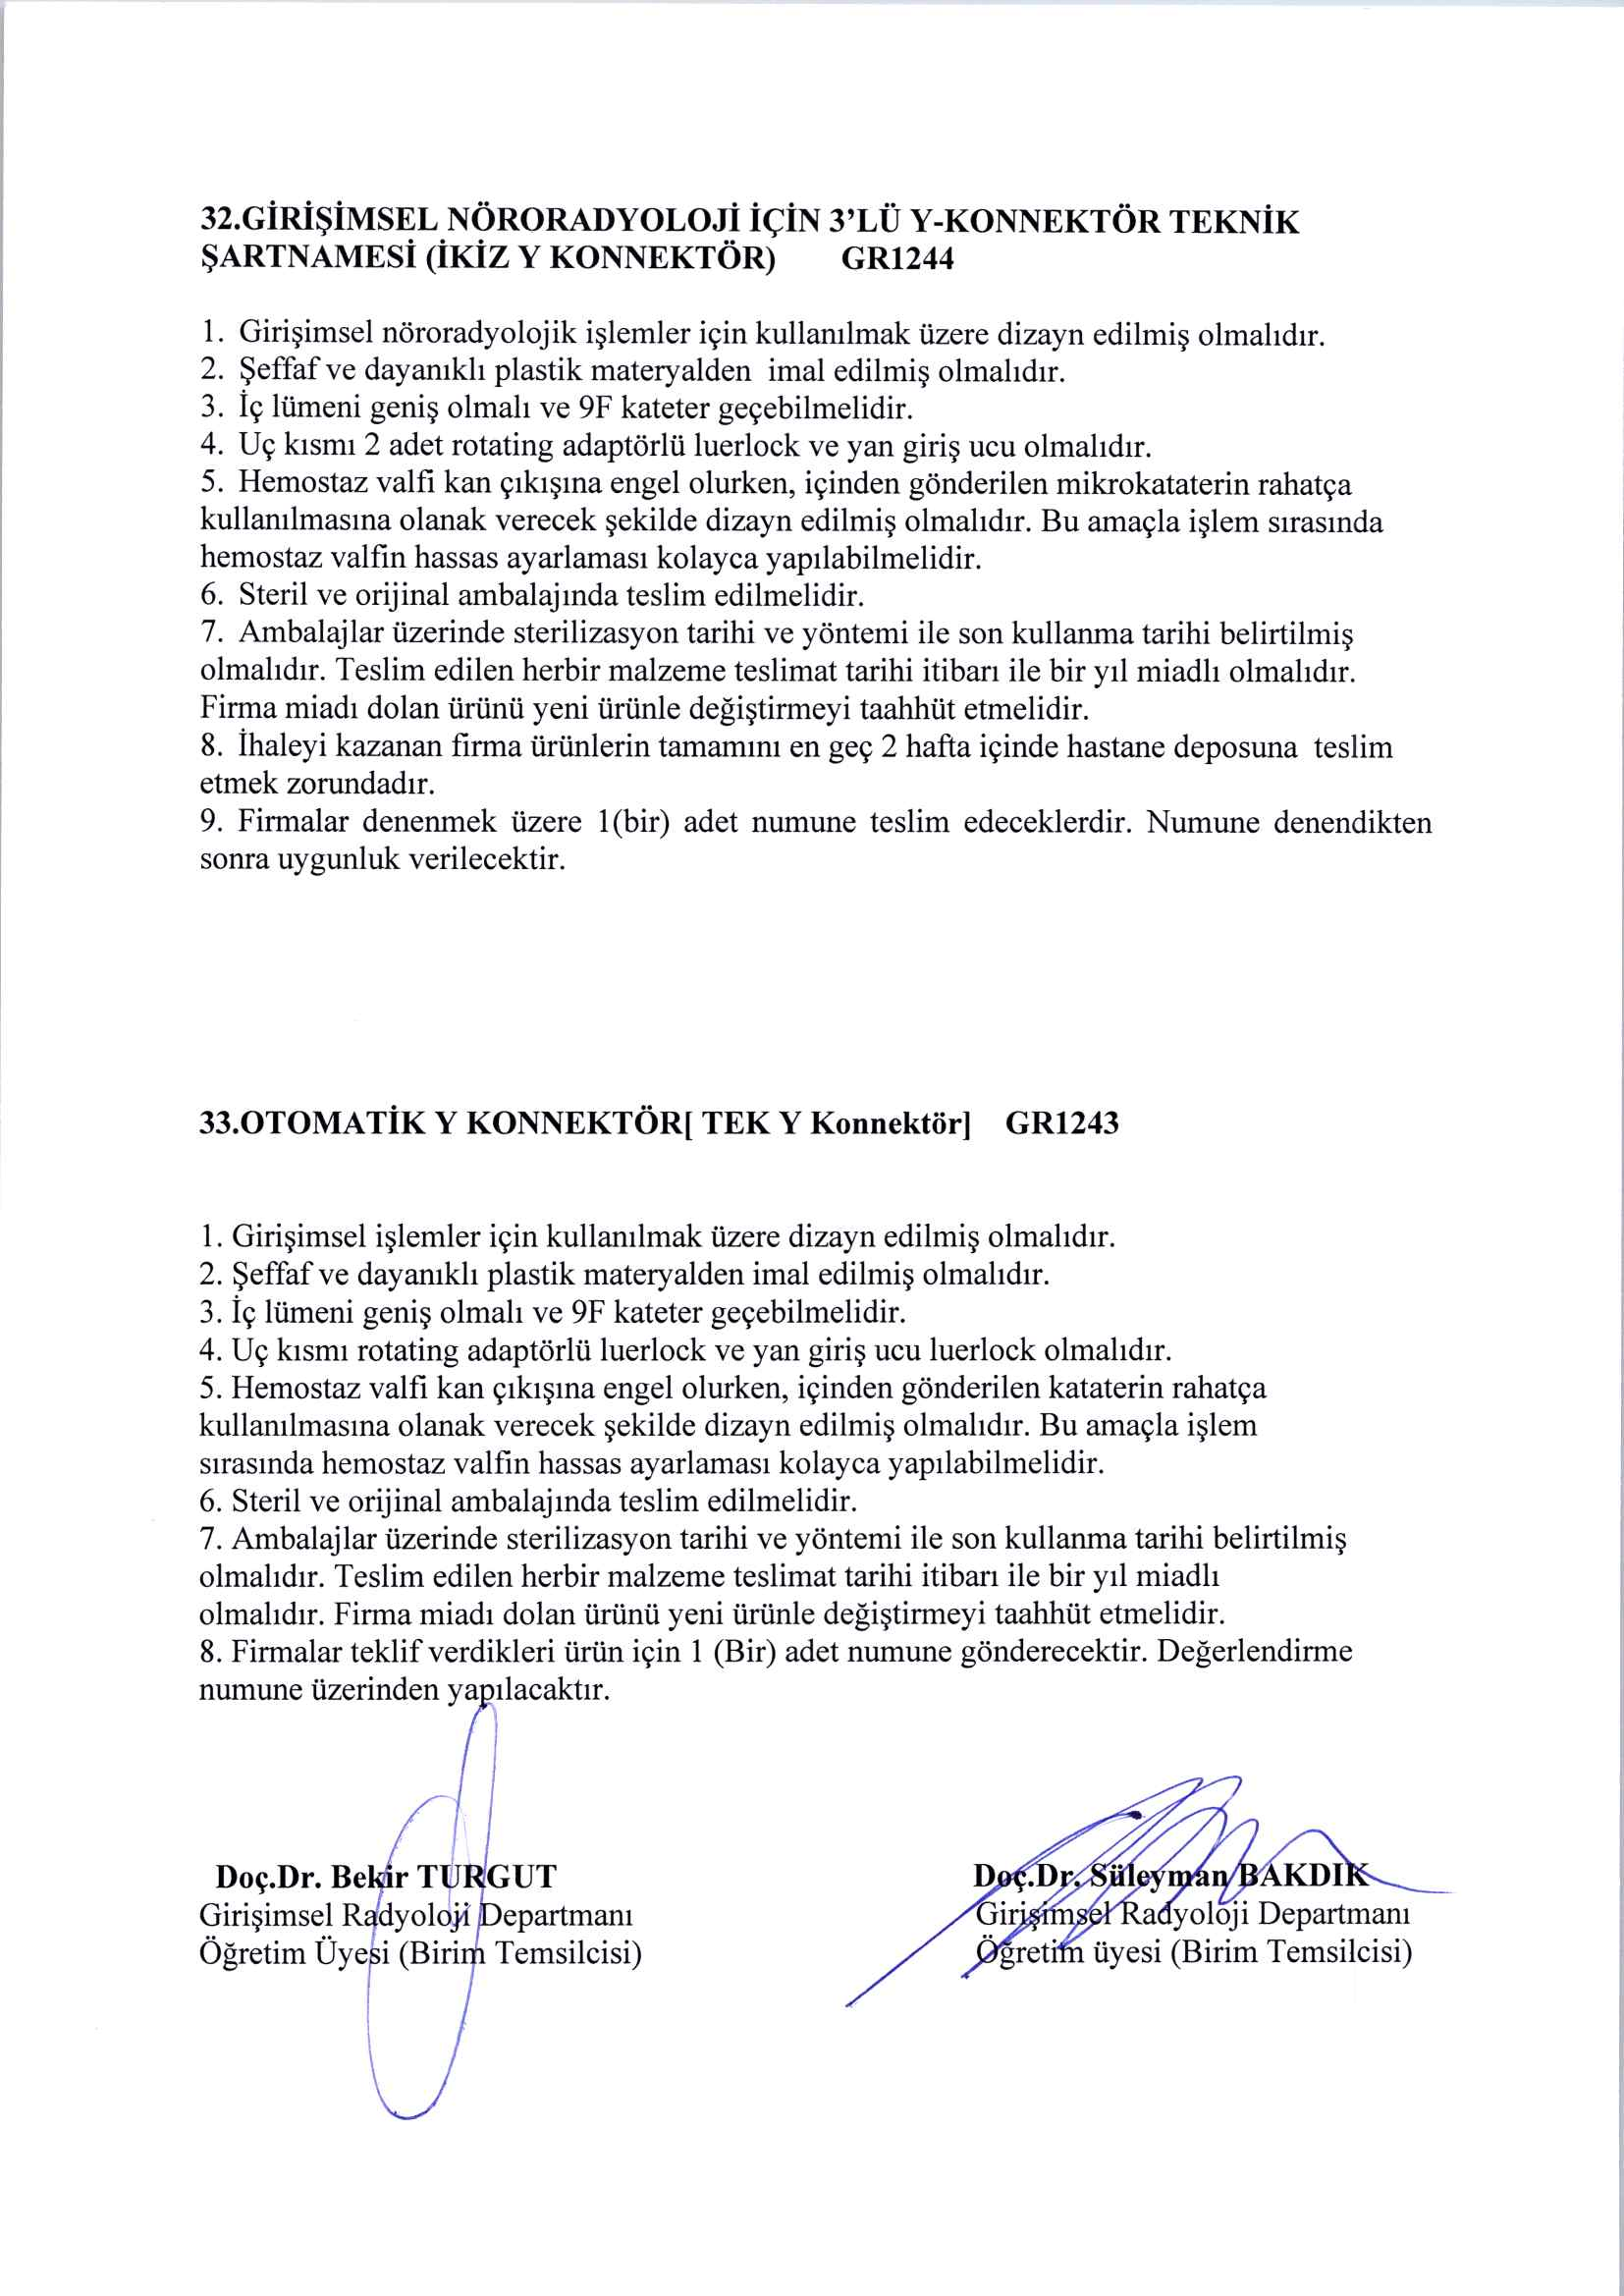 32.GİRİŞİMSEL NÖRORADYOLOJİ İÇİN 3’LÜ Y-KONNEKTÖR TEKNİK
ŞARTNAMESİ (İKİZ Y KONNEKTÖR) GR1244
1. Girişimsel nöroradyolojik işlemler için kullanılmak üzere dizayn edilmiş olmalıdır.
2. Şeffaf ve dayanıklı plastik materyalden imal edilmiş olmalıdır.
3. İç lümeni geniş olmalı ve 9F kateter geçebilmelidir.
4. Uç kısmı 2 adet rotating adaptörlü luerlock ve yan giriş ucu olmalıdır.
5. Hemostaz valfi kan çıkışına engel olurken, içinden gönderilen mikrokataterin rahatça
kullanılmasına olanak verecek şekilde dizayn edilmiş olmalıdır. Bu amaçla işlem sırasında
hemostaz valfin hassas ayarlaması kolayca yapılabilmelidir.
6. Steril ve orijinal ambalajında teslim edilmelidir.
7. Ambalajlar üzerinde sterilizasyon tarihi ve yöntemi ile son kullanma tarihi belirtilmiş
olmalıdır. Teslim edilen herbir malzeme teslimat tarihi itibarı ile bir yıl miadlı olmalıdır.
Firma miadı dolan ürünü yeni ürünle değiştirmeyi taahhüt etmelidir.
8. İhaleyi kazanan firma ürünlerin tamamını en geç 2 hafta içinde hastane deposuna teslim
etmek zorundadır.
9. Firmalar denenmek üzere 1(bir) adet numune teslim edeceklerdir. Numune denendikten
sonra uygunluk verilecektir.
33.OTOMATİK Y KONNEKTÖR[ TEK Y Konnektör] GR1243
1. Girişimsel işlemler için kullanılmak üzere dizayn edilmiş olmalıdır.
2. Şeffaf ve dayanıklı plastik materyalden imal edilmiş olmalıdır.
3. İç lümeni geniş olmalı ve 9F kateter geçebilmelidir.
4. Uç kısmı rotating adaptörlü luerlock ve yan giriş ucu luerlock olmalıdır.
5. Hemostaz valfi kan çıkışına engel olurken, içinden gönderilen kataterin rahatça
kullanılmasına olanak verecek şekilde dizayn edilmiş olmalıdır. Bu amaçla işlem
sırasında hemostaz valfin hassas ayarlaması kolayca yapılabilmelidir.
6. Steril ve orijinal ambalajında teslim edilmelidir.
7. Ambalajlar üzerinde sterilizasyon tarihi ve yöntemi ile son kullanma tarihi belirtilmiş
olmalıdır. Teslim edilen herbir malzeme teslimat tarihi itibarı ile bir yıl miadlı
olmalıdır. Firma miadı dolan ürünü yeni ürünle değiştirmeyi taahhüt etmelidir.
8. Firmalar teklif verdikleri ürün için 1 (Bir) adet numune gönderecektir. Değerlendirme
numune üzerinden yapılacaktır.
Doç.Dr. Bekir TURGUT
Girişimsel Radyoloji Departmanı
Öğretim Üyesi (Birim Temsilcisi)
Doç.Dr. Süleyman BAKDIK
Girişimsel Radyoloji Departmanı
Öğretim üyesi (Birim Temsilcisi)